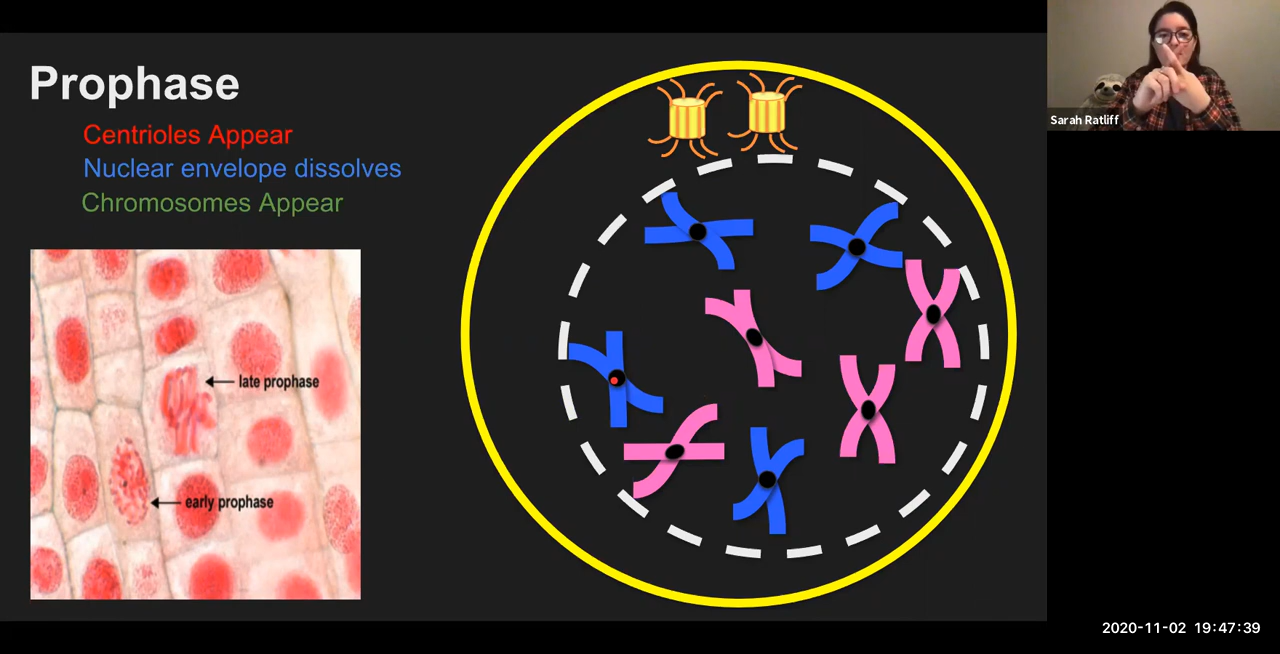 Prophase
Centrioles Appear
Nuclear envelope dissolves
Chromosomes Appear
late prophase
early prophase
Sarah Ratliff
2020-11-02 19:47:39